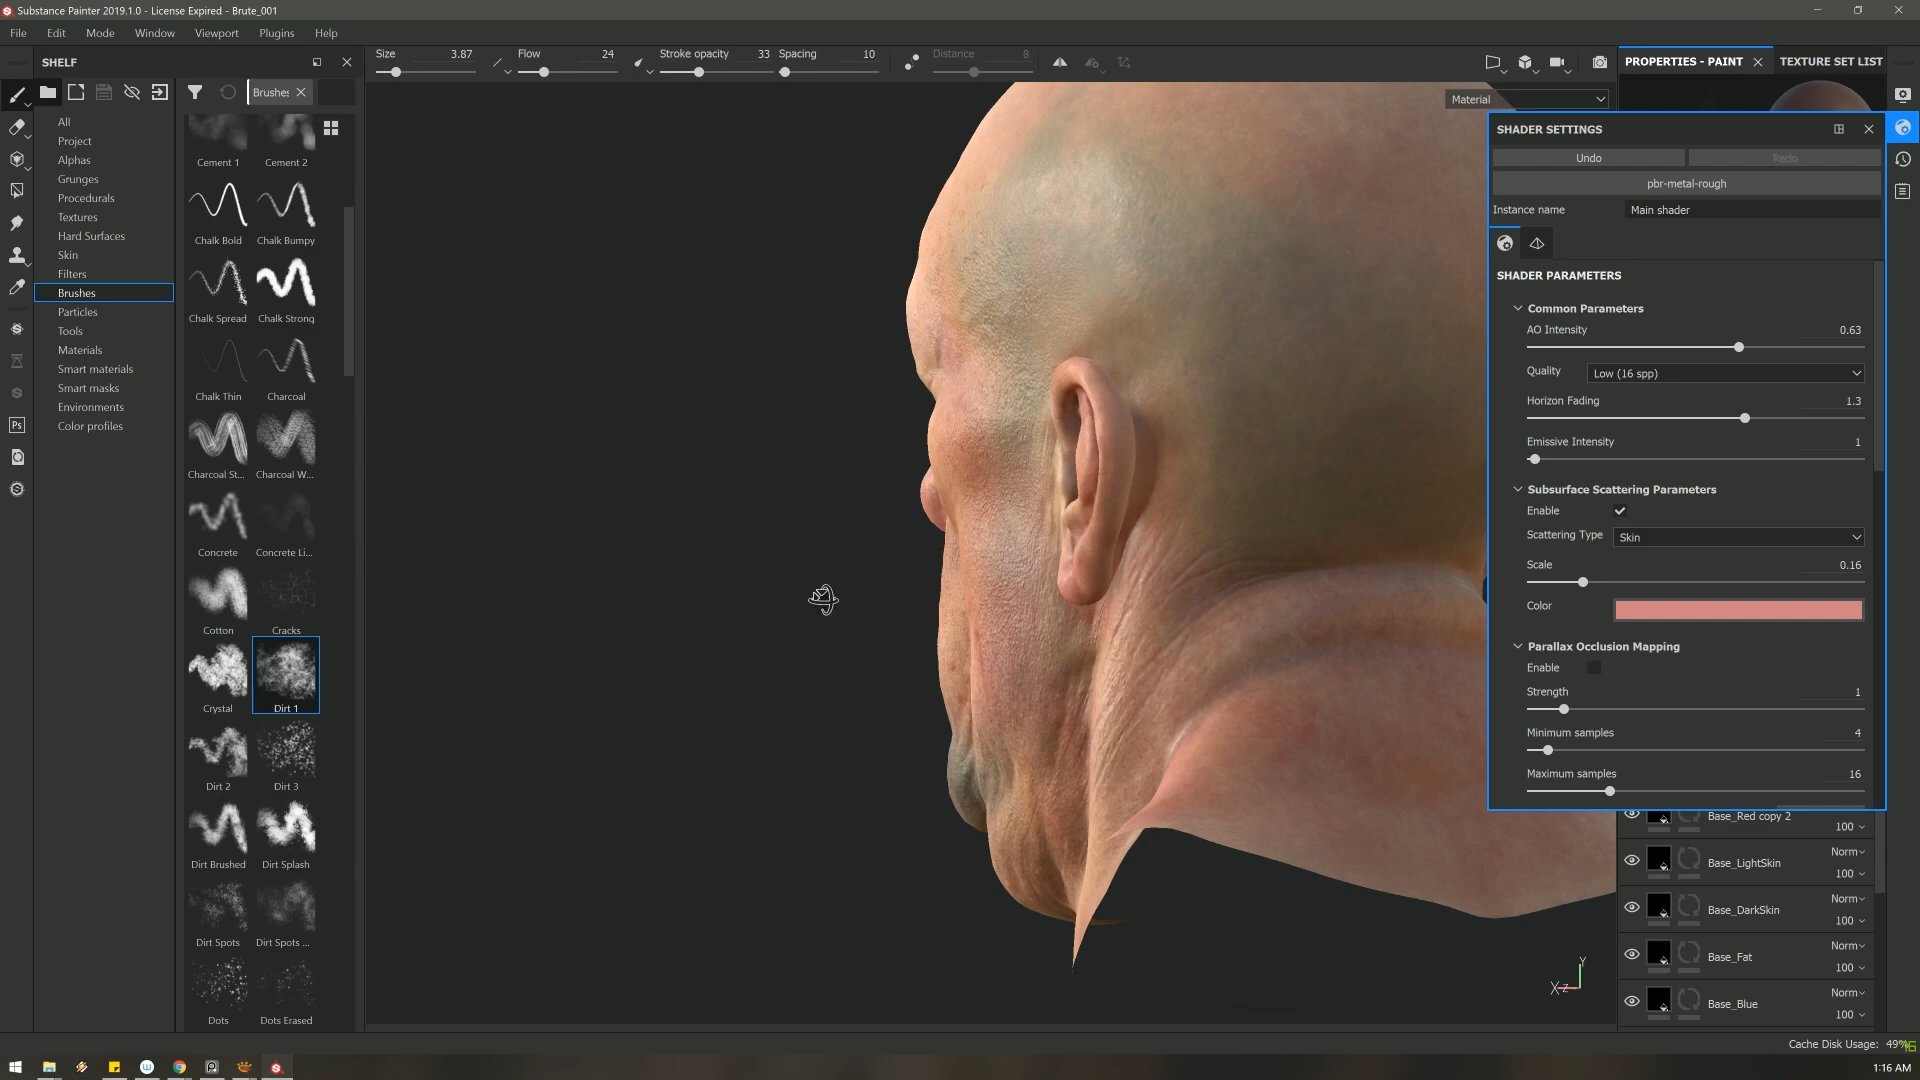 Substance Painter 2019.1.0 - License Expired - Brute_001
File Edit Mode Window Viewport Plugins Help
SHELF
Size 3.87 Flow 24 Stroke opacity 33 Spacing 10 Distance 8
PROPERTIES - PAINT TEXTURE SET LIST
Brushes
Material
All
Project
Alphas
Grunges
Procedurals
Textures
Hard Surfaces
Skin
Filters
Brushes
Particles
Tools
Materials
Smart materials
Smart masks
Environments
Color profiles
Ps
Cement 1 Cement 2
Chalk Bold Chalk Bumpy
Chalk Spread Chalk Strong
Chalk Thin Charcoal
Charcoal St... Charcoal W...
Concrete Concrete Li...
Cotton Cracks
Crystal Dirt 1
Dirt 2 Dirt 3
Dirt Brushed Dirt Splash
Dirt Spots Dirt Spots ...
Dots Dots Erased
SHADER SETTINGS
Undo Redo
pbr-metal-rough
Instance name Main shader
SHADER PARAMETERS
Common Parameters
AO Intensity 0.63
Quality Low (16 spp)
Horizon Fading 1.3
Emissive Intensity 1
Subsurface Scattering Parameters
Enable
Scattering Type Skin
Scale 0.16
Color
Parallax Occlusion Mapping
Enable
Strength 1
Minimum samples 4
Maximum samples 16
Base_Red copy 2
100
Base_LightSkin Norm
100
Base_DarkSkin Norm
100
Base_Fat Norm
100
Base_Blue Norm
100
Y
X Z
Cache Disk Usage: 49%
1:16 AM